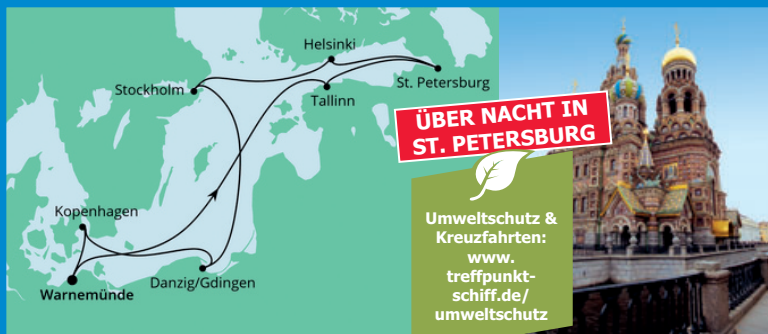 Helsinki
Stockholm
St. Petersburg
Tallinn
ÜBER NACHT IN
ST. PETERSBURG
Kopenhagen
Danzig/Gdingen
Warnemünde
Umweltschutz &
Kreuzfahrten:
www.
treffpunkt-
schiff.de/
umweltschutz